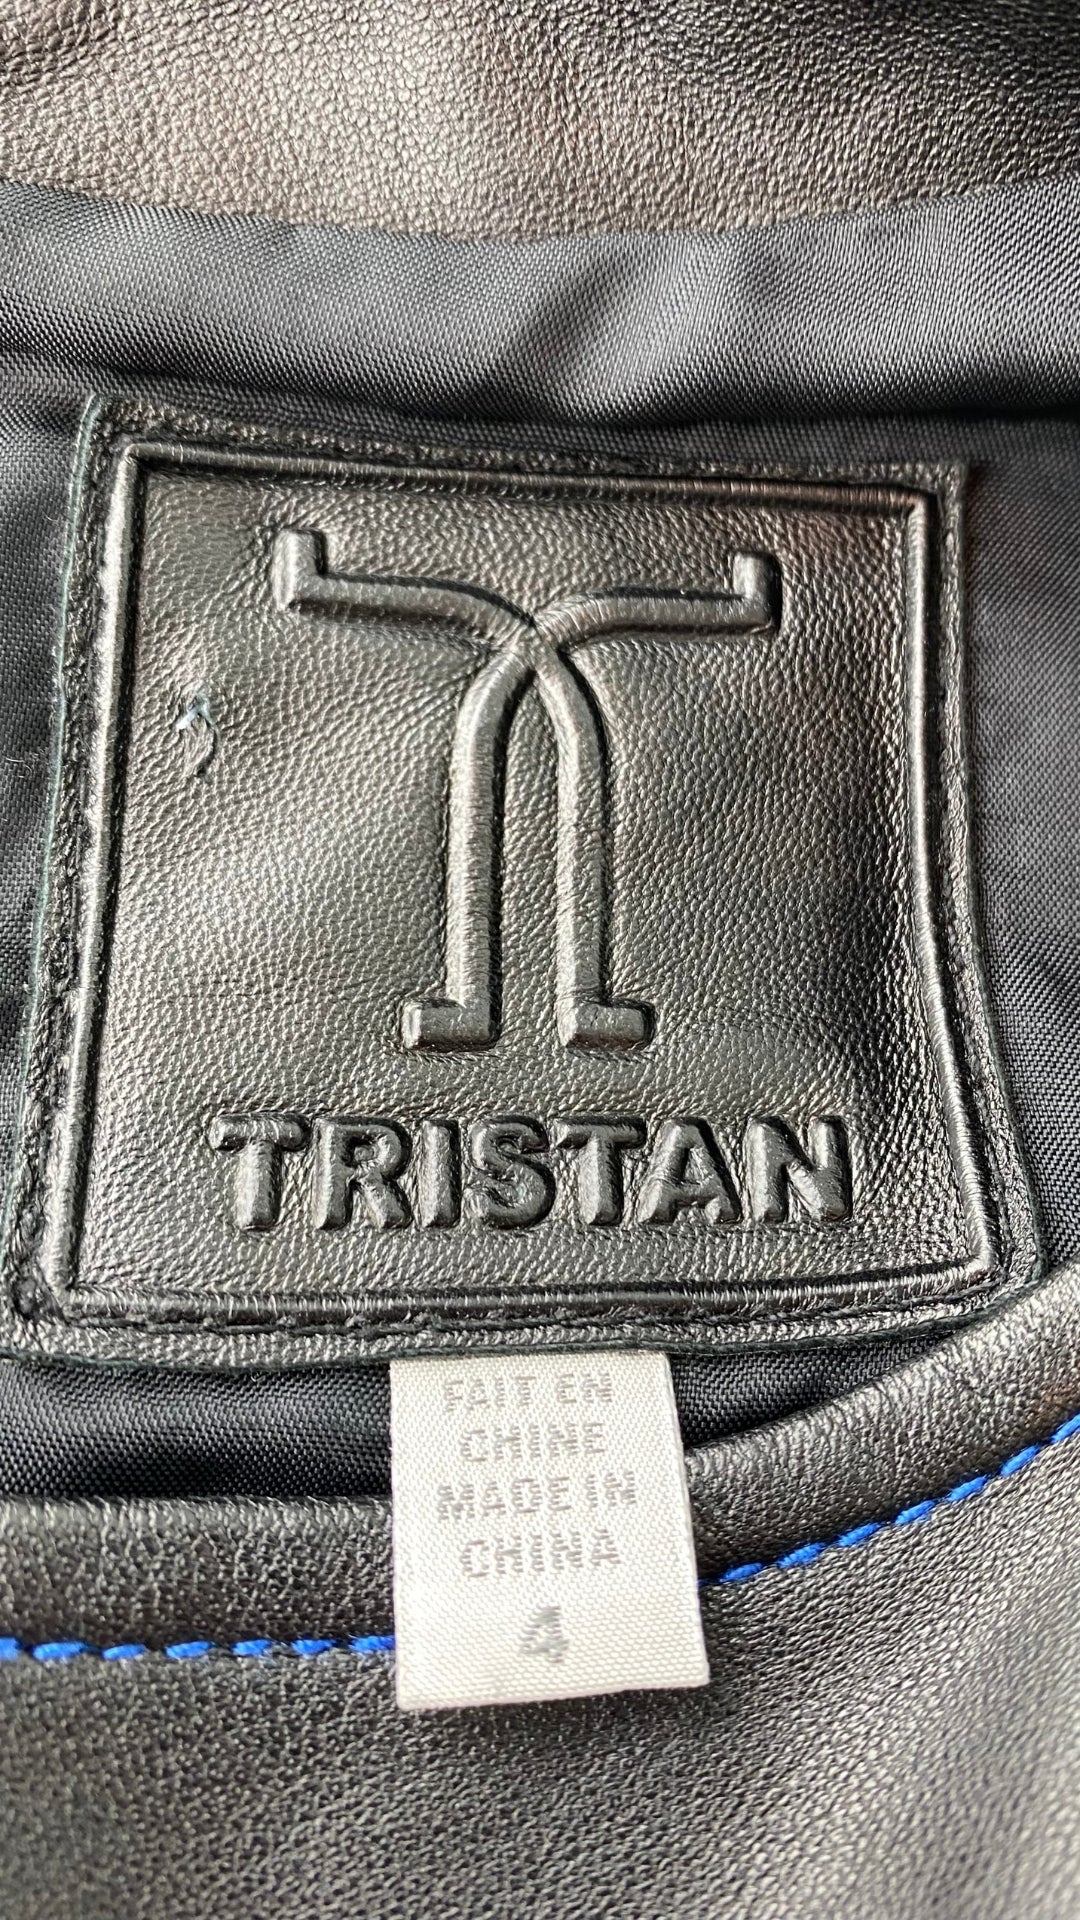 TRISTAN
FAIT EN
CHINE
MADE IN
CHINA
4